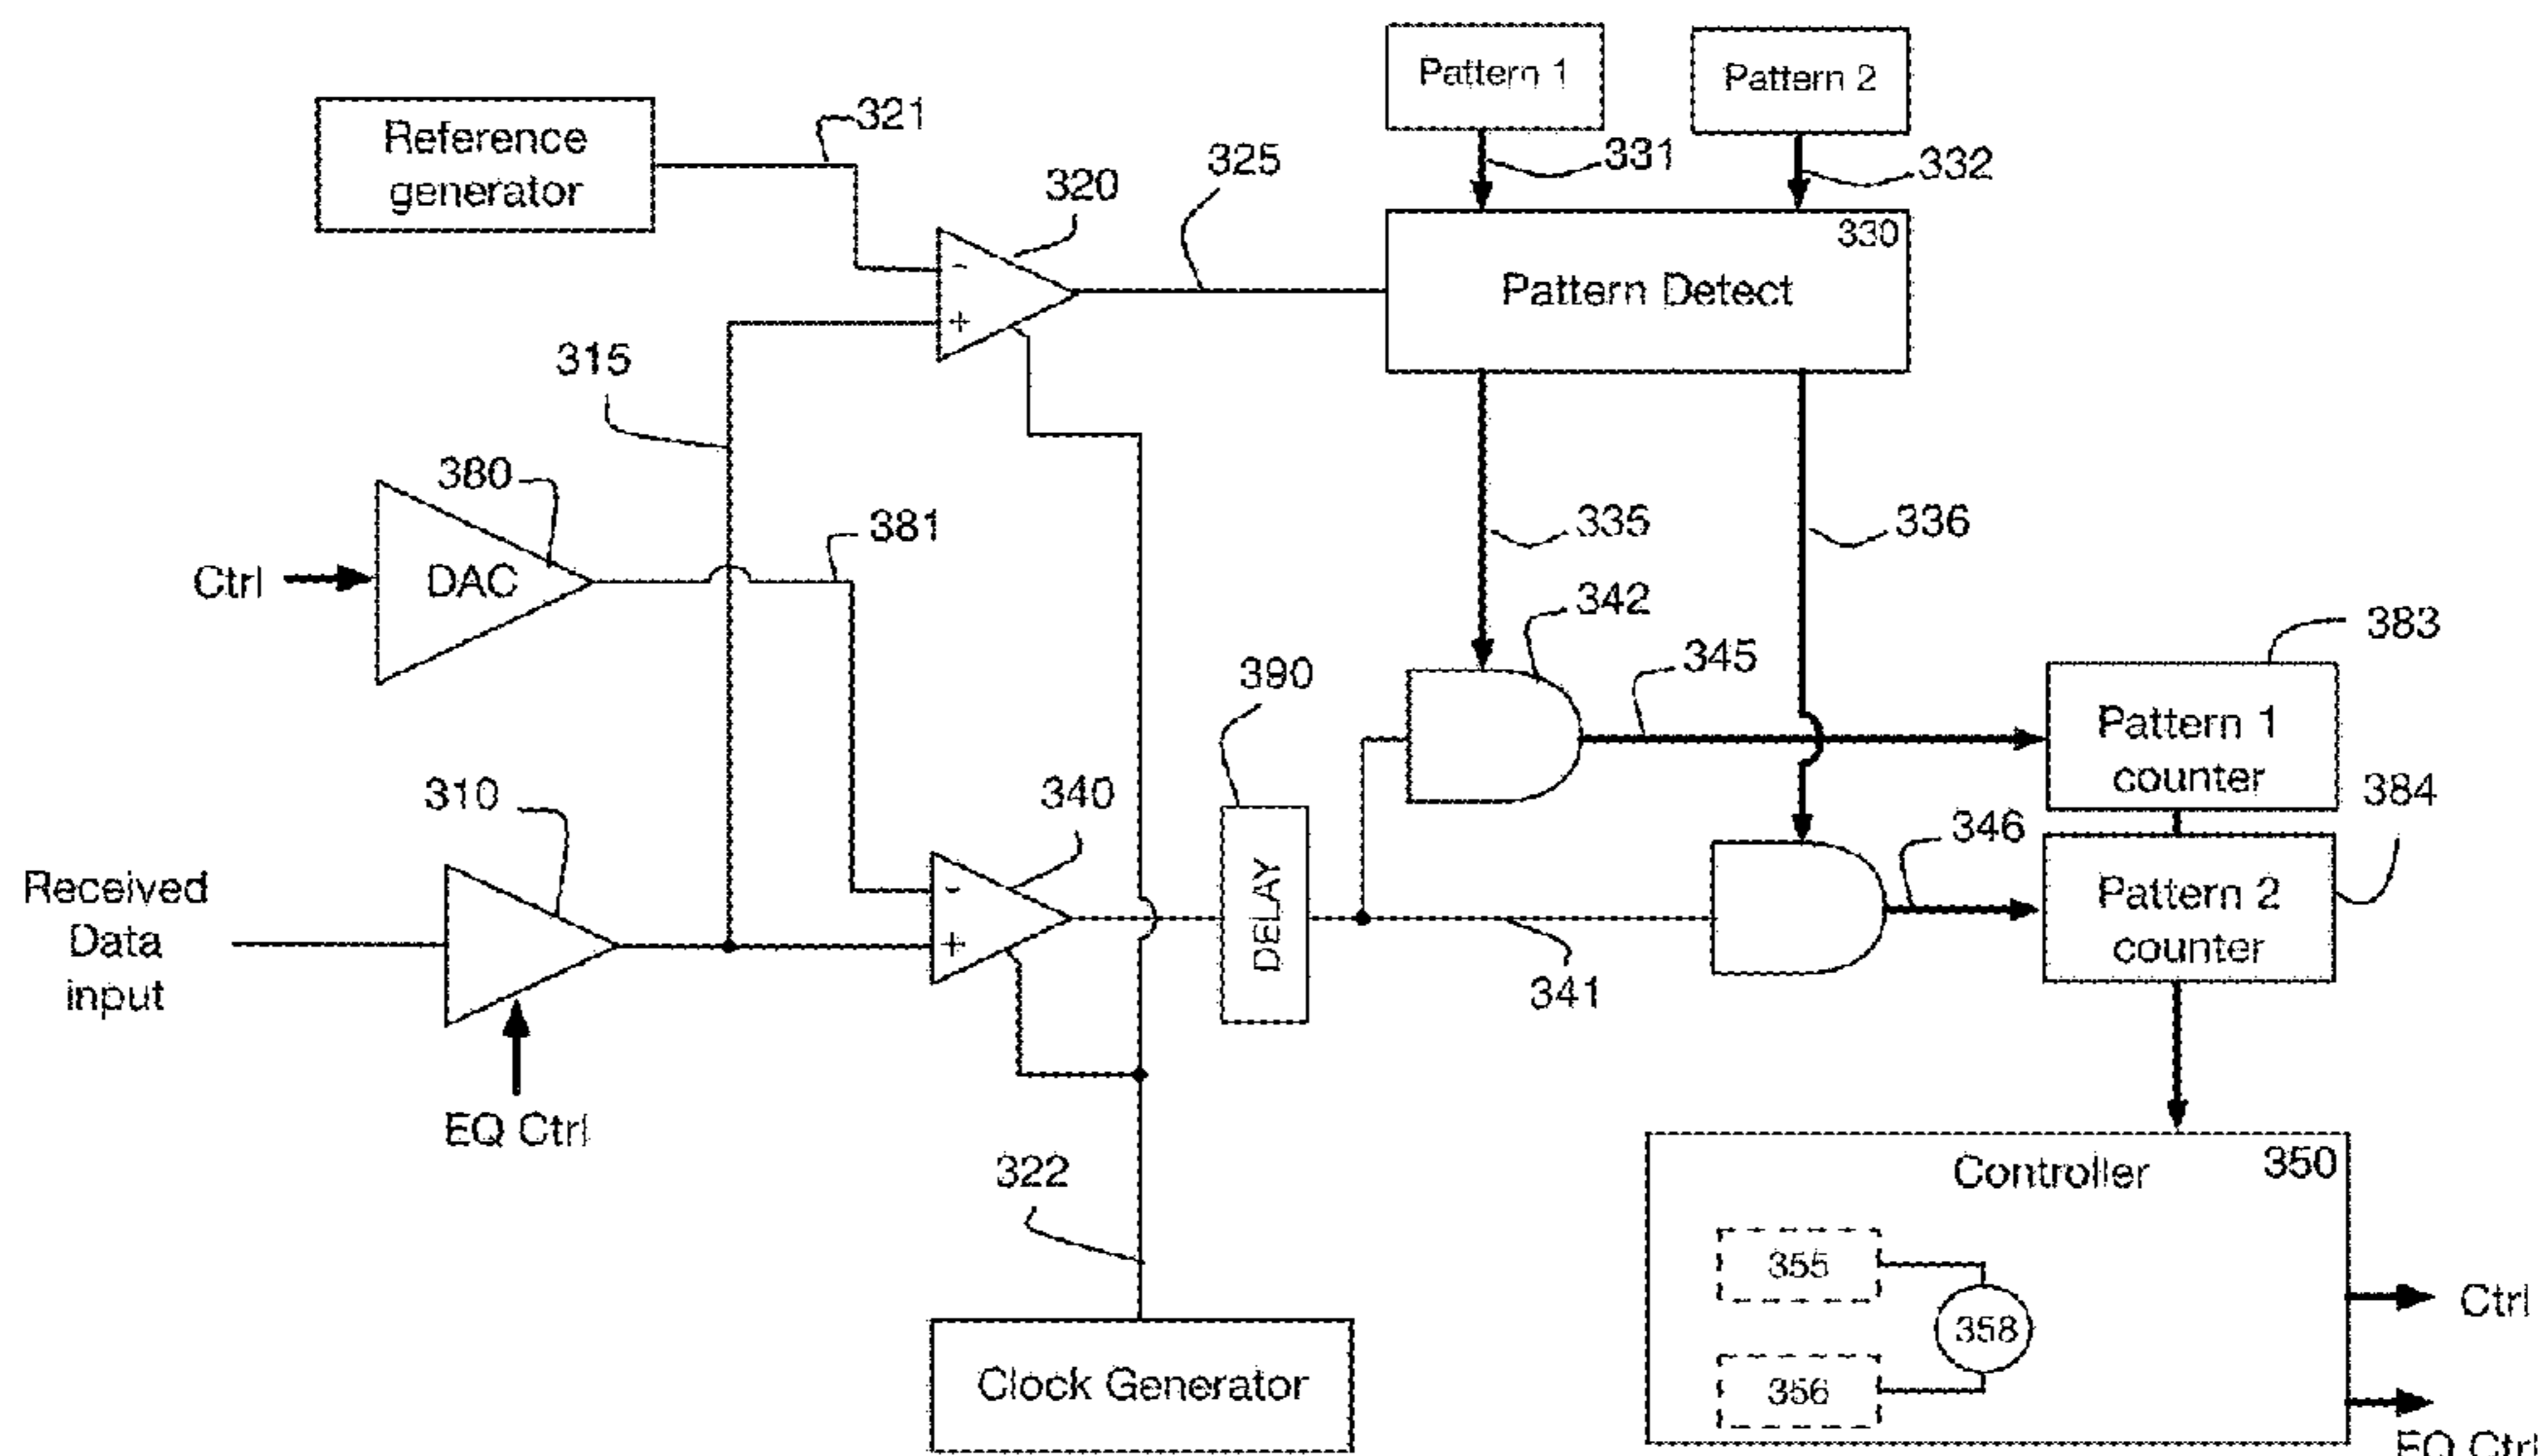 Pattern 1
Pattern 2
Reference
generator
321
320
325
331
332
330
Pattern Detect
-
+
315
380
381
335
336
Ctrl
DAC
342
345
383
390
Pattern 1
counter
310
340
346
384
Received
Data
input
-
+
DELAY
341
Pattern 2
counter
EQ Ctrl
322
Controller
350
355
358
356
Ctrl
EQ Ctrl
Clock Generator